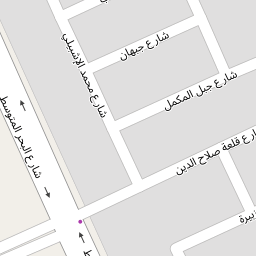 شارع جيهان
شارع محمد الإشبيلي
شارع جبل المكمل
شارع قلعة صلاح الدين
شارع البحر المتوسط